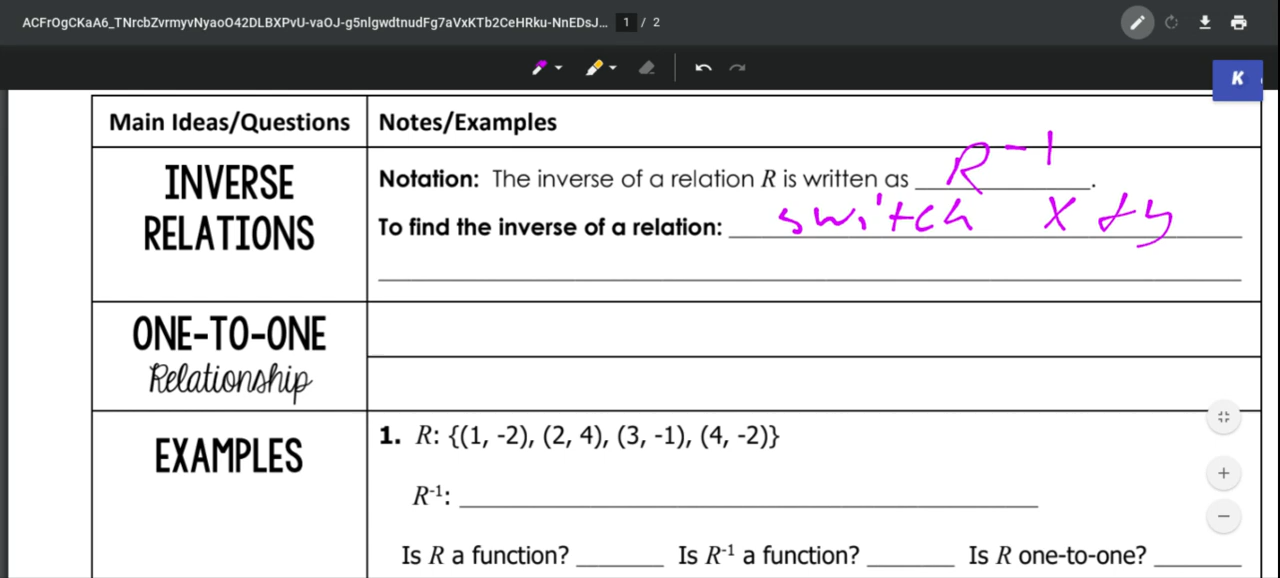 ACFrOgCKaA6_TNrcbZvrmyvNyaoO42DLBXPvU-vaOJ-g5nlgwdtnudFg7aVxKTb2CeHRku-NnEDsJ... 1 / 2
K
Main Ideas/Questions Notes/Examples
INVERSE RELATIONS
Notation: The inverse of a relation R is written as R⁻¹.
To find the inverse of a relation: switch x + y
ONE-TO-ONE
Relationship
EXAMPLES
1. R: {(1, -2), (2, 4), (3, -1), (4, -2)}
R⁻¹:
Is R a function? Is R⁻¹ a function? Is R one-to-one?